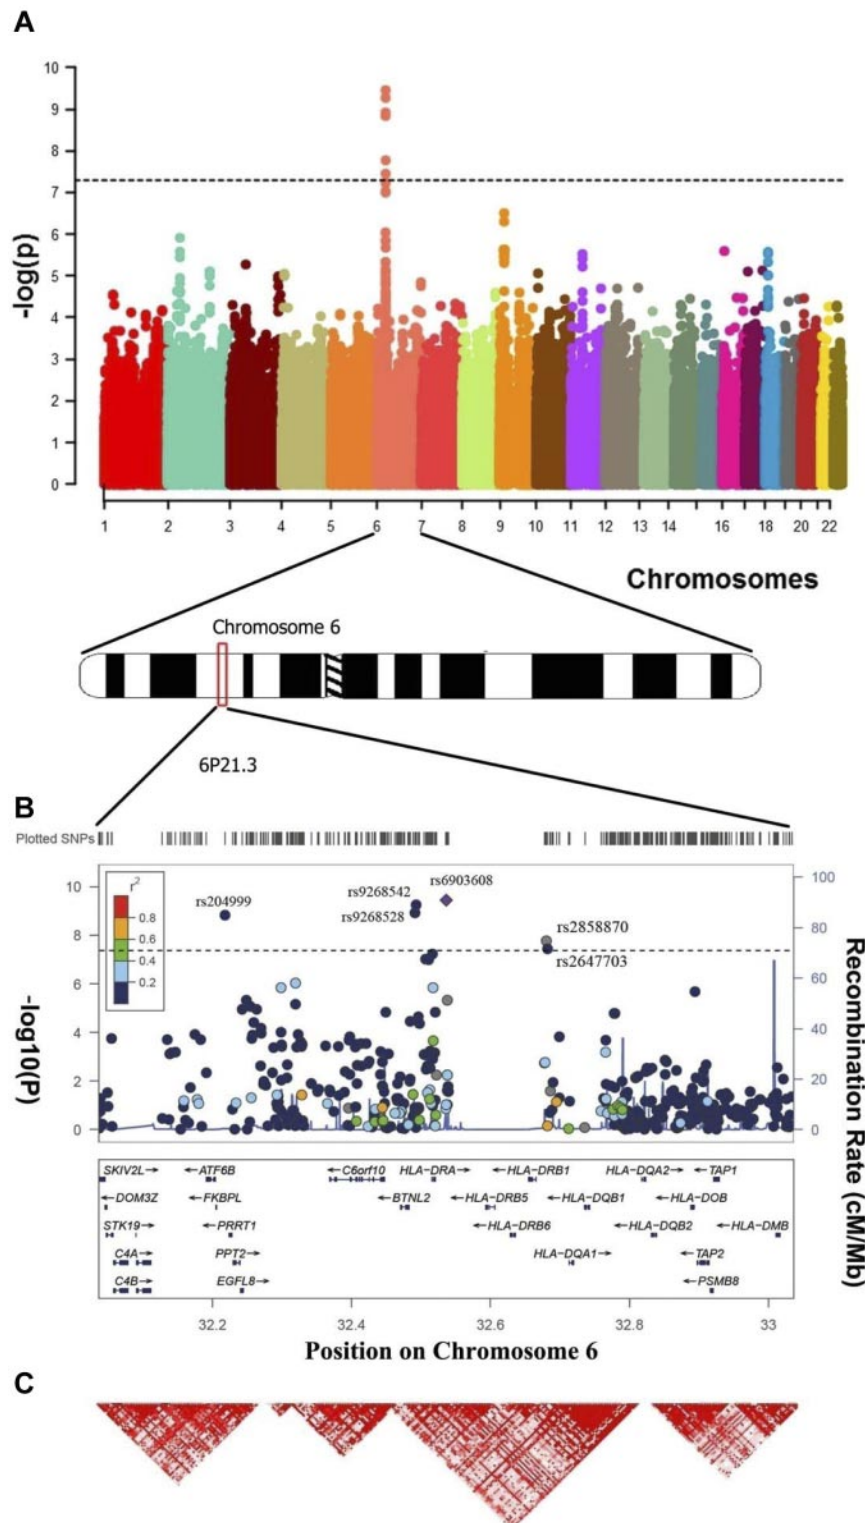 A
10
9
8
7
6
5
4
3
2
1
0
-log(p)
1 2 3 4 5 6 7 8 9 10 11 12 13 14 16 18 20 22
Chromosomes
Chromosome 6
6P21.3
B
Plotted SNPs
r2
0.8
0.6
0.4
0.2
rs204999
rs9268542
rs9268528
rs6903608
rs2858870
rs2647703
10
8
6
4
2
0
-log10(P)
100
80
60
40
20
0
Recombination Rate (cM/Mb)
SKIV2L→ ←ATF6B ←C6orf10 HLA-DRA→ ←HLA-DRB1 HLA-DQA2→ ←TAP1
←DOM3Z ←FKBPL ←BTNL2 ←HLA-DRB5 ←HLA-DQB1 ←HLA-DOB
STK19→ ←PRRT1 ←HLA-DRB6 ←HLA-DQB2 ←HLA-DMB
C4A→ PPT2→ HLA-DQA1→ ←TAP2
C4B→ EGFL8→ ←PSMB8
32.2 32.4 32.6 32.8 33
Position on Chromosome 6
C